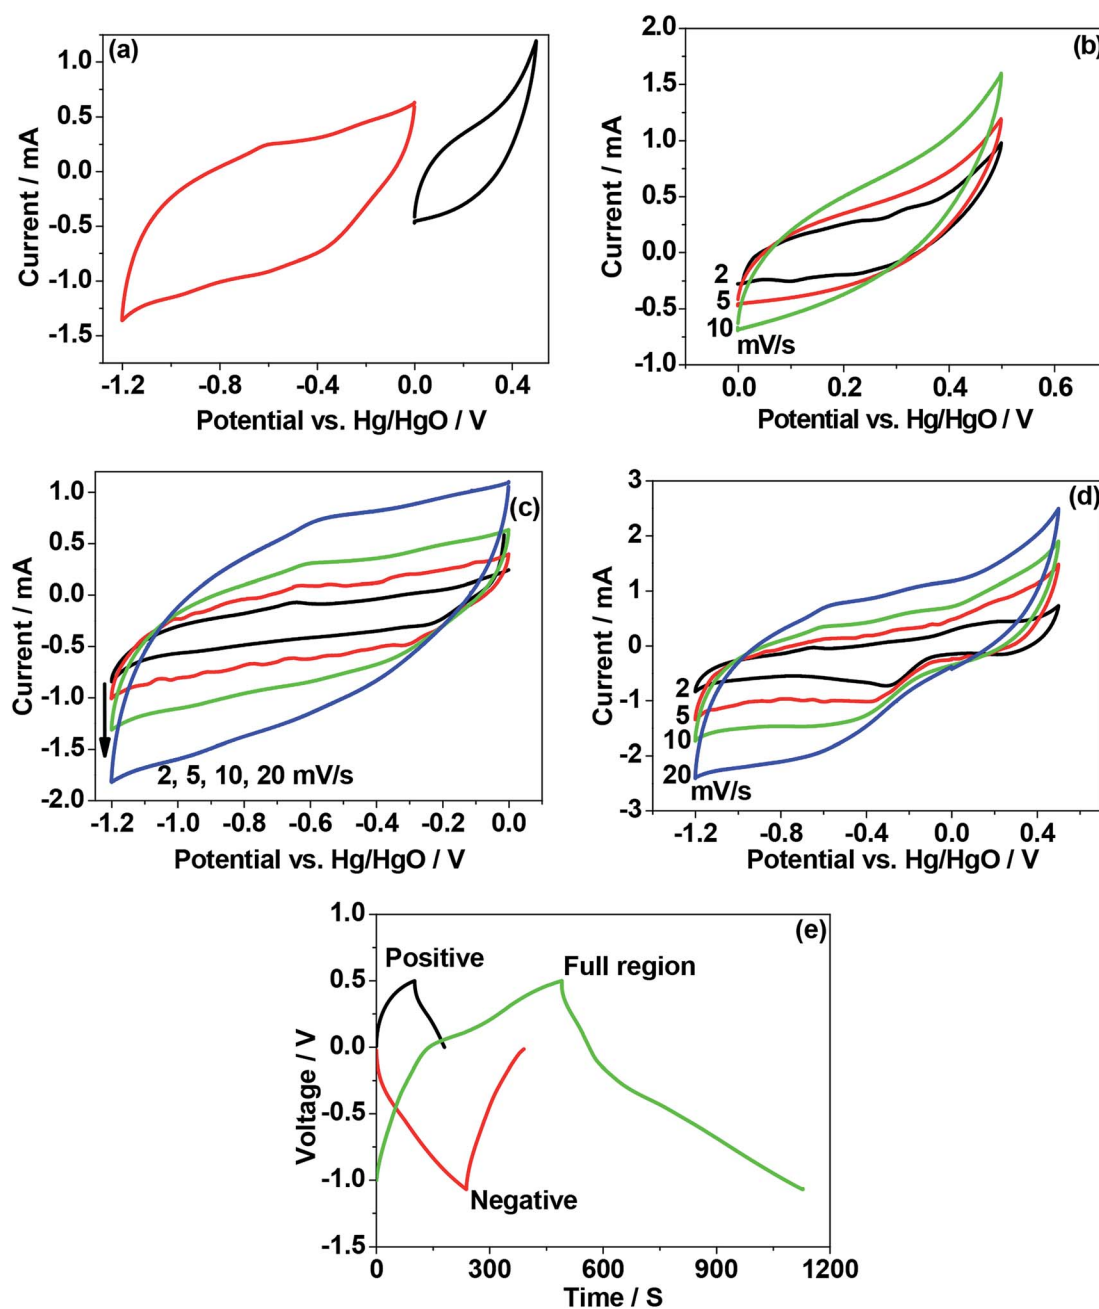 (a)
1.0
0.5
0.0
-0.5
-1.0
-1.5
Current / mA
-1.2 -0.8 -0.4 0.0 0.4
Potential vs. Hg/HgO / V
(b)
2.0
1.5
1.0
0.5
0.0
-0.5
-1.0
Current / mA
2
5
10
mV/s
0.0 0.2 0.4 0.6
Potential vs. Hg/HgO / V
(c)
1.0
0.5
0.0
-0.5
-1.0
-1.5
-2.0
Current / mA
2, 5, 10, 20 mV/s
-1.2 -1.0 -0.8 -0.6 -0.4 -0.2 0.0
Potential vs. Hg/HgO / V
(d)
3
2
1
0
-1
-2
-3
Current / mA
2
5
10
20
mV/s
-1.2 -0.8 -0.4 0.0 0.4
Potential vs. Hg/HgO / V
(e)
1.0
0.5
0.0
-0.5
-1.0
-1.5
Voltage / V
Positive
Full region
Negative
0 300 600 900 1200
Time / S